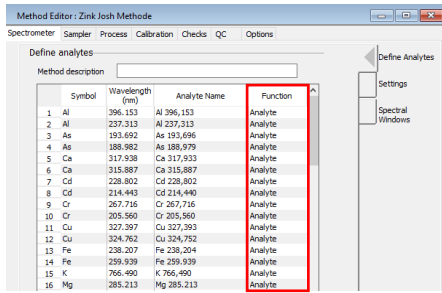 Method Editor : Zink Josh Methode
Spectrometer Sampler Process Calibration Checks QC Options
Define analytes
Define Analytes
Method description
Settings
Spectral Windows
Symbol Wavelength (nm) Analyte Name Function
1 Al 396.153 Al 396,153 Analyte
2 Al 237.313 Al 237,313 Analyte
3 As 193.692 As 193,696 Analyte
4 As 188.982 As 188,979 Analyte
5 Ca 317.938 Ca 317,933 Analyte
6 Ca 315.887 Ca 315,887 Analyte
7 Cd 228.802 Cd 228,802 Analyte
8 Cd 214.443 Cd 214,440 Analyte
9 Cr 267.716 Cr 267,716 Analyte
10 Cr 205.560 Cr 205,560 Analyte
11 Cu 327.397 Cu 327,393 Analyte
12 Cu 324.762 Cu 324,752 Analyte
13 Fe 238.207 Fe 238,204 Analyte
14 Fe 259.939 Fe 259.939 Analyte
15 K 766.490 K 766,490 Analyte
16 Mg 285.213 Mg 285.213 Analyte